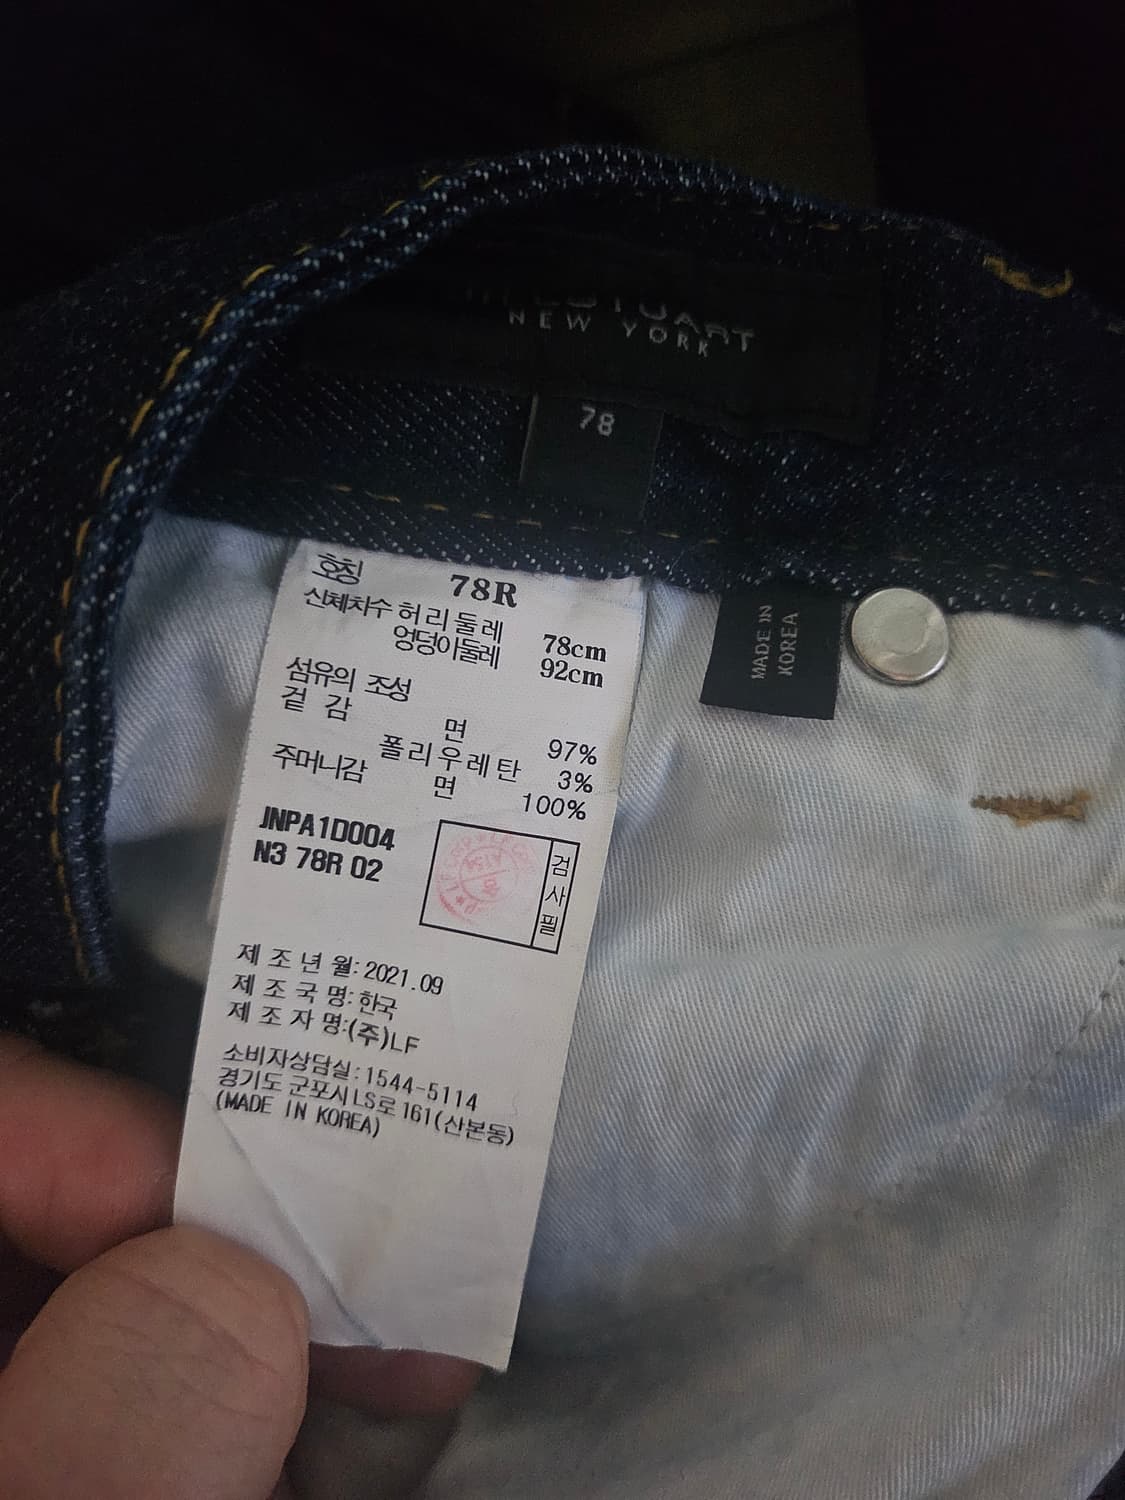 NEW YORK
78
MADE IN
KOREA
호칭 78R
신체치수 허리둘레 78cm
엉덩이둘레 92cm
섬유의 조성
겉 감 면 97%
폴리우레탄 3%
주머니감 면 100%
JNPA1D004
N3 78R 02
검사필
제 조 년 월: 2021.09
제 조 국 명: 한국
제 조 자 명:(주)LF
소비자상담실:1544-5114
경기도 군포시 LS로 161(산본동)
(MADE IN KOREA)